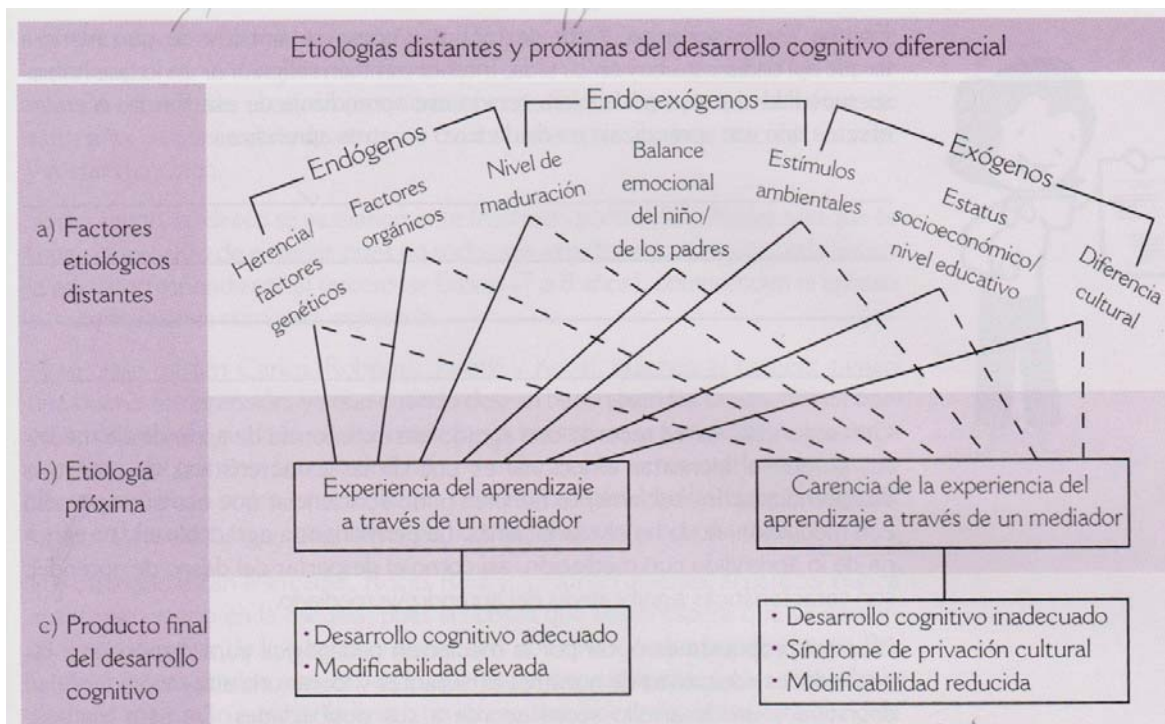 Etiologías distantes y próximas del desarrollo cognitivo diferencial
a) Factores
etiológicos
distantes
Endógenos
Herencia/
factores
genéticos
Factores
orgánicos
Endo-exógenos
Nivel de
maduración
Balance
emocional
del niño/
de los padres
Estímulos
ambientales
Exógenos
Estatus
socioeconómico/
nivel educativo
Diferencia
cultural
b) Etiología
próxima
Experiencia del aprendizaje
a través de un mediador
Carencia de la experiencia del
aprendizaje a través de un mediador
c) Producto final
del desarrollo
cognitivo
• Desarrollo cognitivo adecuado
• Modificabilidad elevada
• Desarrollo cognitivo inadecuado
• Síndrome de privación cultural
• Modificabilidad reducida